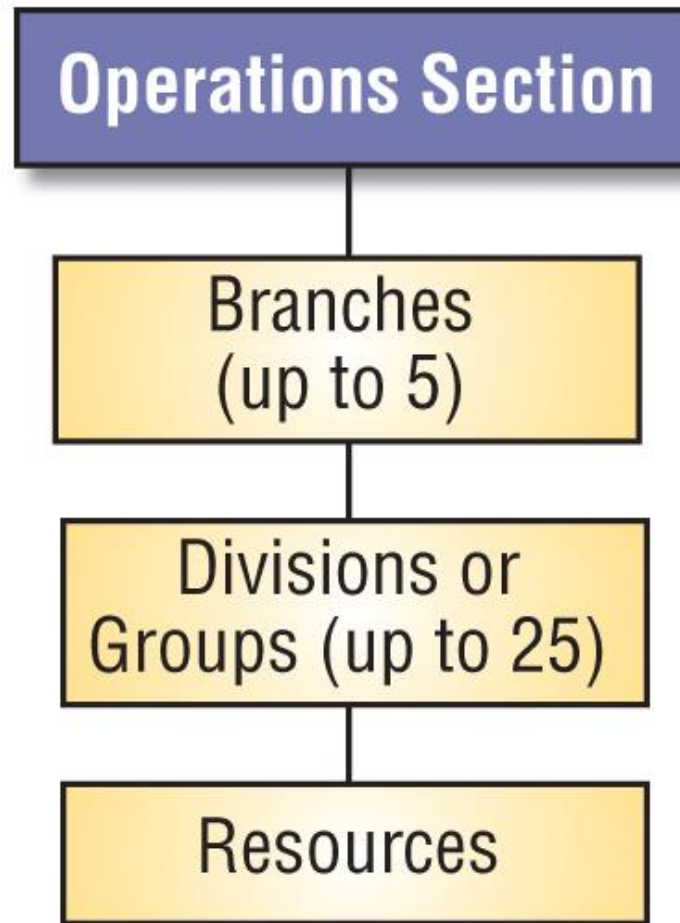 Operations Section
Branches
(up to 5)
Divisions or
Groups (up to 25)
Resources